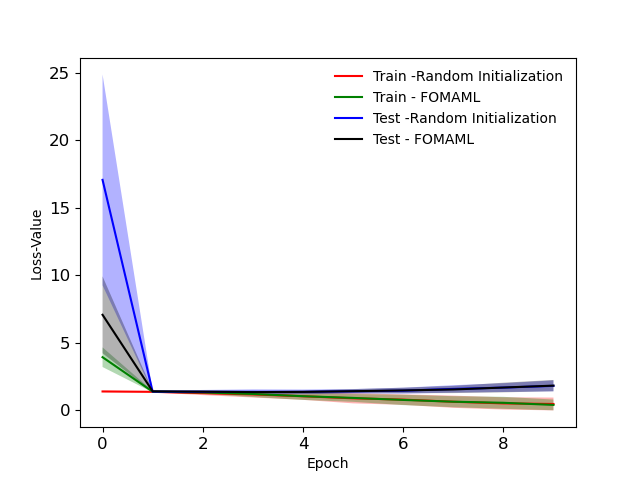 25
20
15
10
5
0
Loss-Value
0 2 4 6 8
Epoch
Train -Random Initialization
Train - FOMAML
Test -Random Initialization
Test - FOMAML